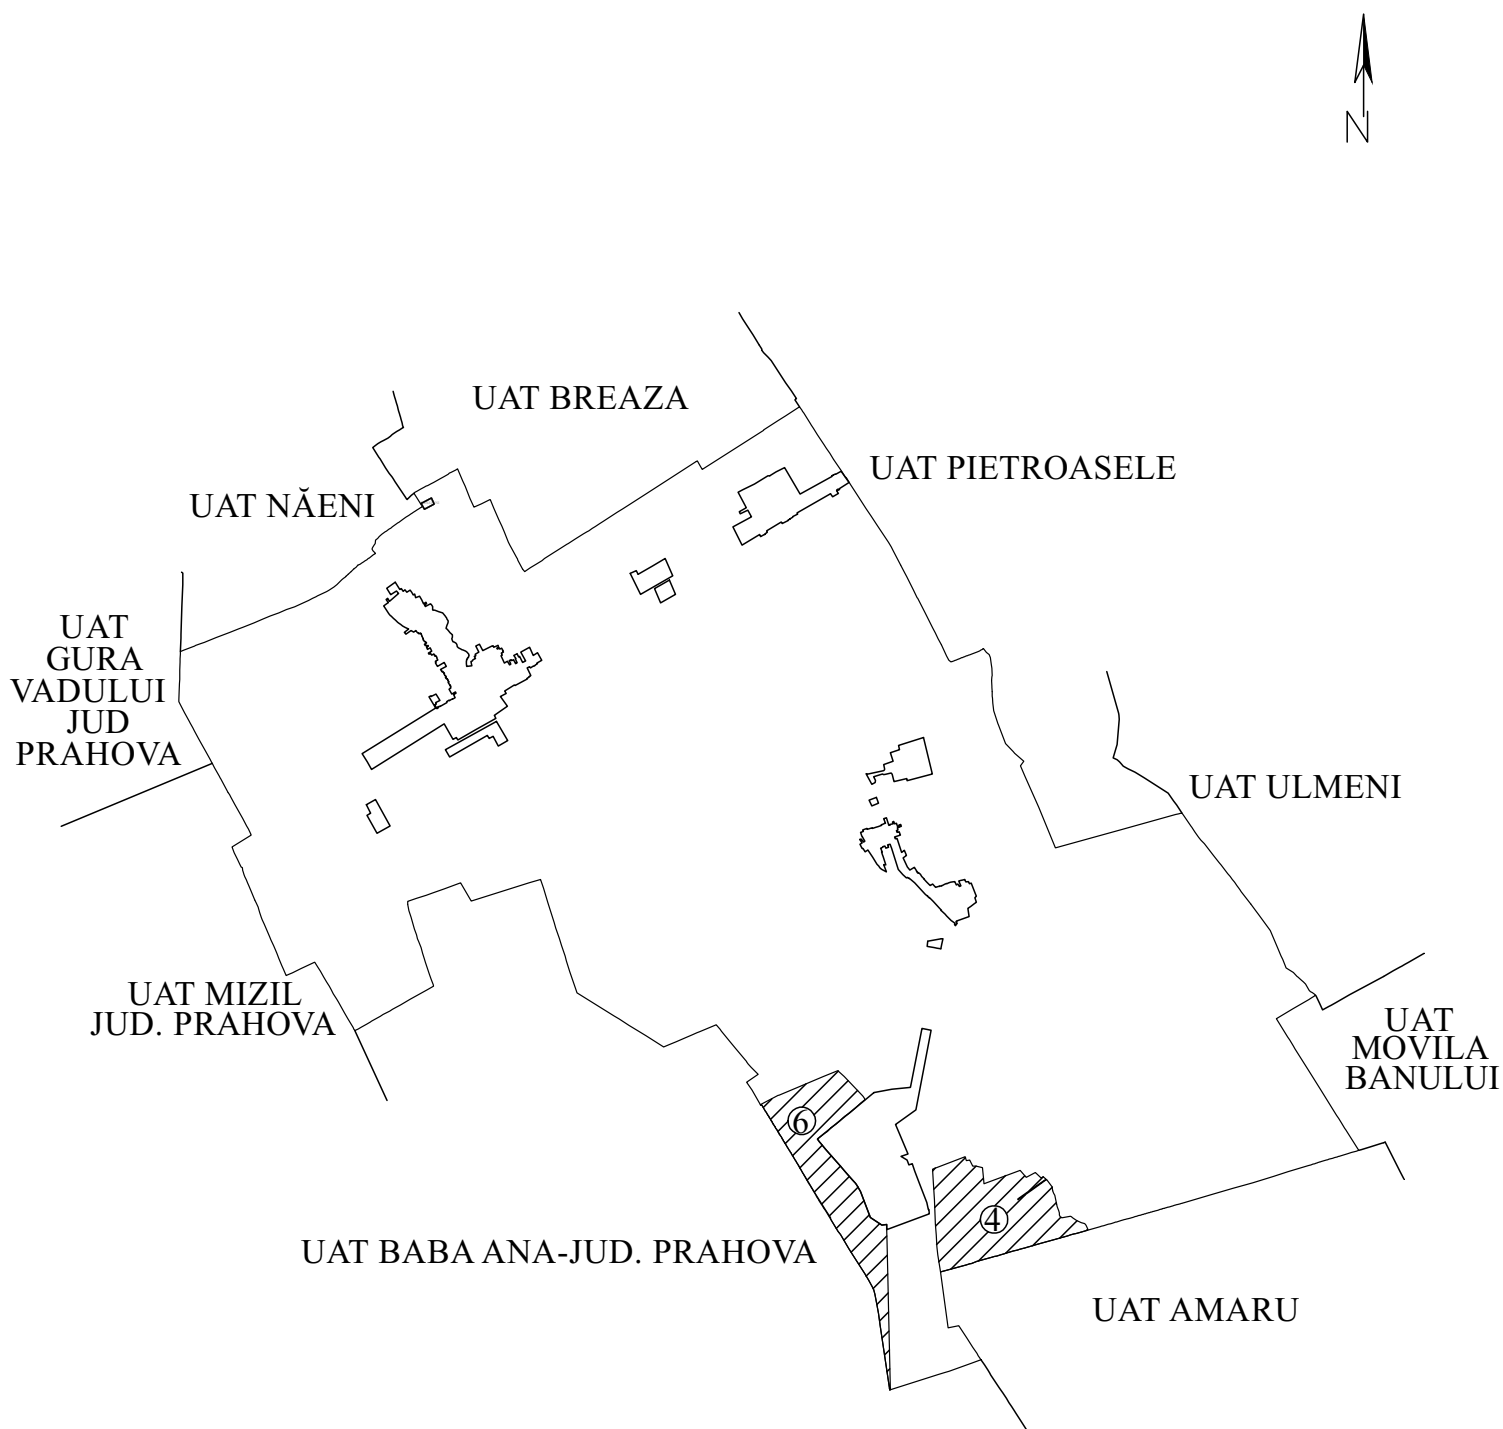 N
UAT BREAZA
UAT PIETROASELE
UAT NĂENI
UAT
GURA
VADULUI
JUD
PRAHOVA
UAT ULMENI
UAT MIZIL
JUD. PRAHOVA
UAT
MOVILA
BANULUI
6
4
UAT BABA ANA-JUD. PRAHOVA
UAT AMARU